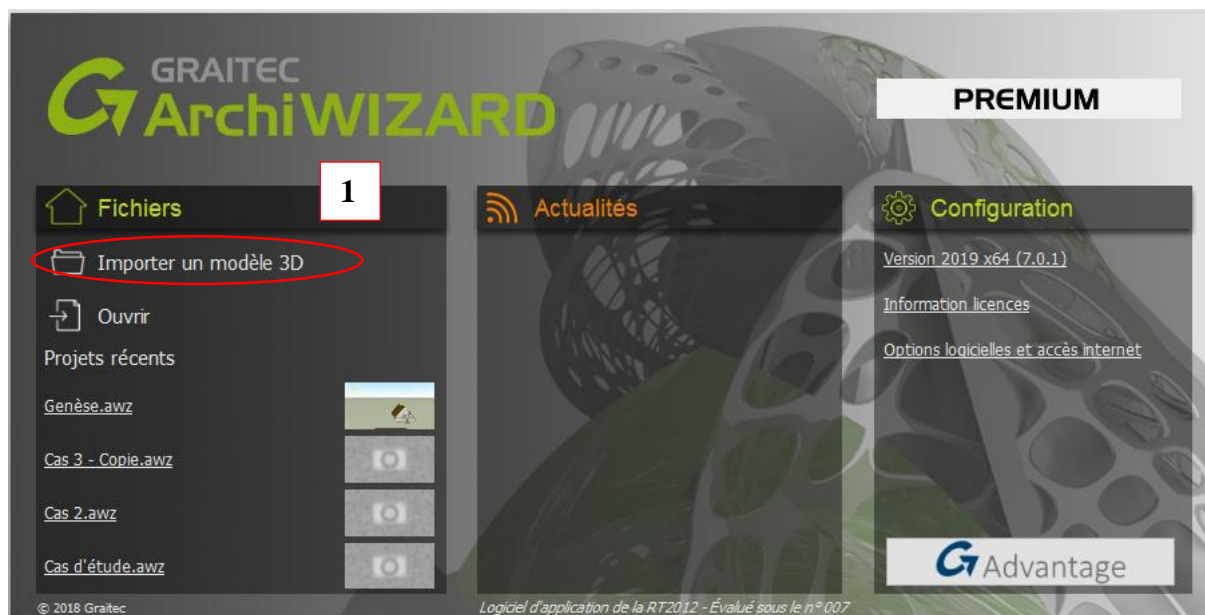 GRAITEC
ArchiWIZARD
PREMIUM
1
Fichiers
Importer un modèle 3D
Ouvrir
Projets récents
Genèse.awz
Cas 3 - Copie.awz
Cas 2.awz
Cas d'étude.awz
© 2018 Graitec
Actualités
Logiciel d'application de la RT2012 - Évalué sous le n° 007
Configuration
Version 2019 x64 (7.0.1)
Information licences
Options logicielles et accès internet
Advantage